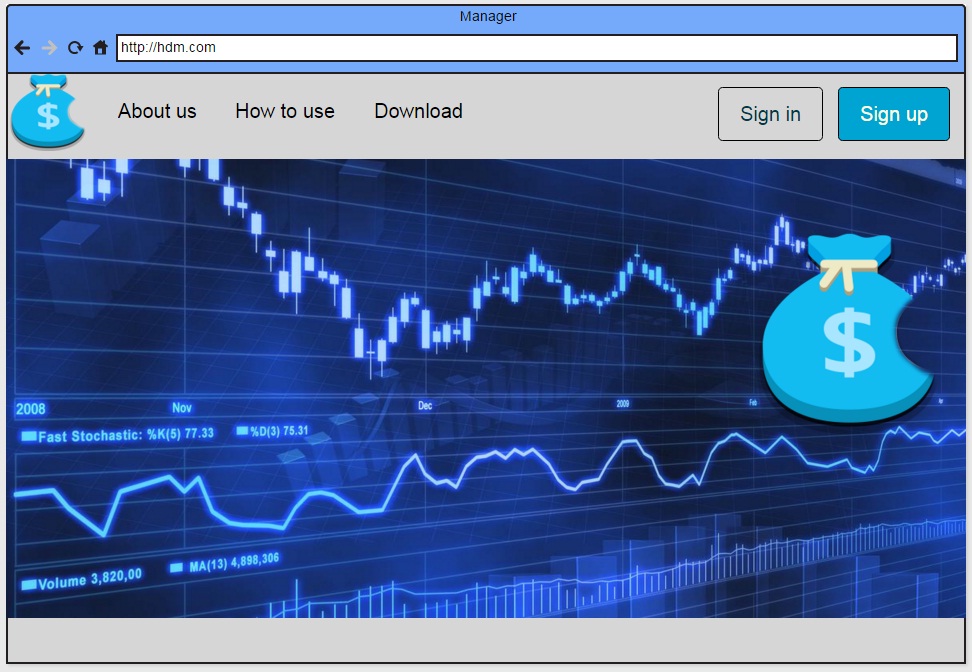 Manager
http://hdm.com
$
About us
How to use
Download
Sign in
Sign up
$
2008
Nov
Dec
2009
Feb
Fast Stochastic: %K(5) 77.33
%D(3) 75.31
Volume 3,820,00
MA(13) 4,898,306